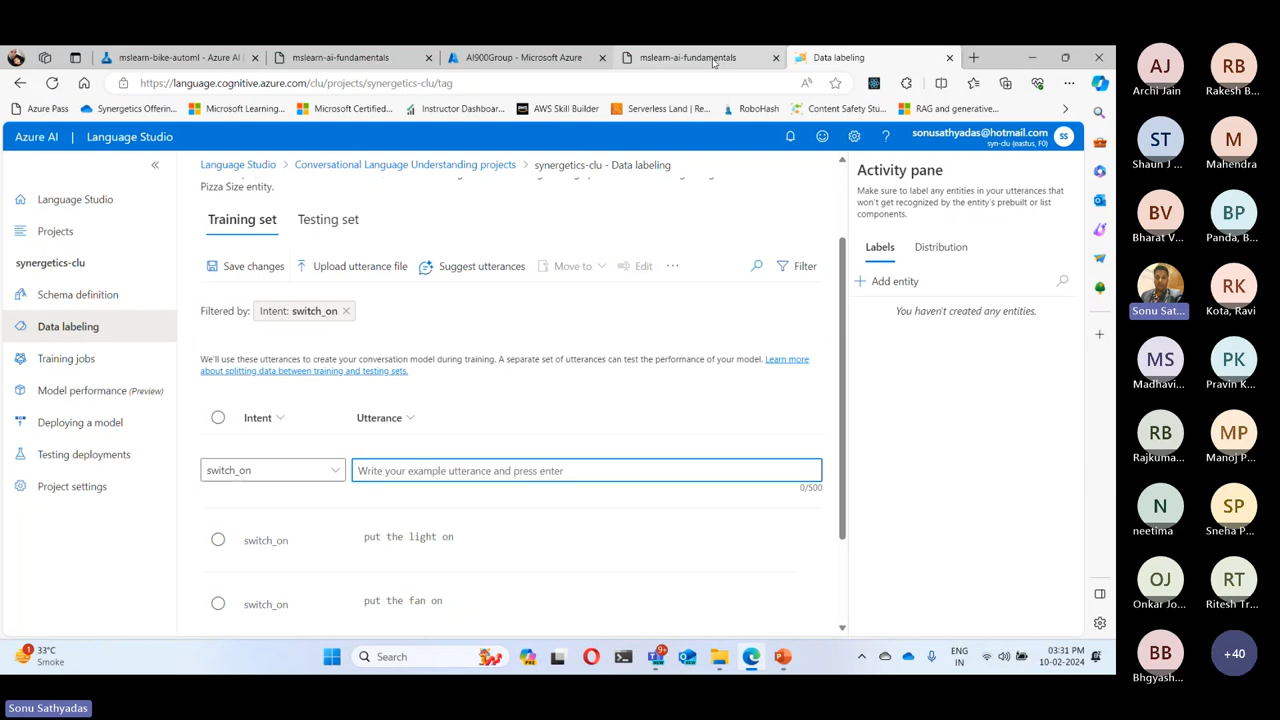 mslearn-bike-automl - Azure AI
mslearn-ai-fundamentals
AI900Group - Microsoft Azure
mslearn-ai-fundamentals
Data labeling
https://language.cognitive.azure.com/clu/projects/synergetics-clu/tag
Azure Pass
Synergetics Offerin...
Microsoft Learning...
Microsoft Certified...
Instructor Dashboar...
AWS Skill Builder
Serverless Land | Re...
RoboHash
Content Safety Stu...
RAG and generative...
Azure AI | Language Studio
sonusathyadas@hotmail.com
syn-clu (eastus, F0)
SS
Language Studio
Projects
synergetics-clu
Schema definition
Data labeling
Training jobs
Model performance (Preview)
Deploying a model
Testing deployments
Project settings
Language Studio > Conversational Language Understanding projects > synergetics-clu - Data labeling
Pizza Size entity.
Training set
Testing set
Save changes
Upload utterance file
Suggest utterances
Move to
Edit
...
Filter
Filtered by:
Intent: switch_on
We'll use these utterances to create your conversation model during training. A separate set of utterances can test the performance of your model. Learn more
about splitting data between training and testing sets.
Intent
Utterance
switch_on
Write your example utterance and press enter
0/500
switch_on
put the light on
switch_on
put the fan on
Activity pane
Make sure to label any entities in your utterances
that won't get recognized by the entity's prebuilt or list
components.
Labels
Distribution
Add entity
You haven't created any entities.
1
33°C
Smoke
Search
9+
ENG
IN
03:31 PM
10-02-2024
AJ
Archi Jain
RB
Rakesh B...
ST
Shaun J ...
M
Mahendra
BV
Bharat V...
BP
Panda, B...
Sonu Sat...
RK
Kota, Ravi
MS
Madhavi...
PK
Pravin K...
RB
Rajkuma...
MP
Manoj P...
N
neetima
SP
Sneha P...
OJ
Onkar Jo...
RT
Ritesh Tr...
BB
Bhgyash...
+40
Sonu Sathyadas